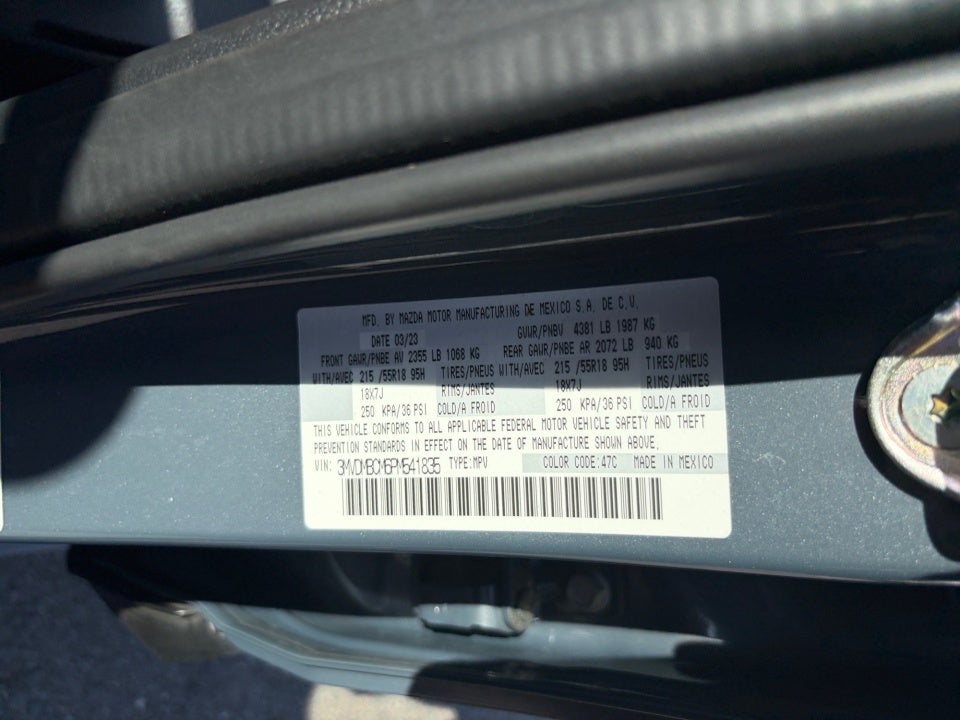 MFD. BY MAZDA MOTOR MANUFACTURING DE MEXICO S.A. DE C.V.
DATE 03/23 GVWR/PNBV 4381 LB 1987 KG
FRONT GAWR/PNBE AV 2355 LB 1068 KG REAR GAWR/PNBE AR 2072 LB 940 KG
WITH/AVEC 215 /55R18 95H TIRES/PNEUS WITH/AVEC 215 /55R18 95H TIRES/PNEUS
18X7J RIMS/JANTES 18X7J RIMS/JANTES
250 KPA/36 PSI COLD/A FROID 250 KPA/36 PSI COLD/A FROID
THIS VEHICLE CONFORMS TO ALL APPLICABLE FEDERAL MOTOR VEHICLE SAFETY AND THEFT
PREVENTION STANDARDS IN EFFECT ON THE DATE OF MANUFACTURE SHOWN ABOVE.
VIN: 3MVDMBCM6PM541835 TYPE:MPV COLOR CODE:47C MADE IN MEXICO